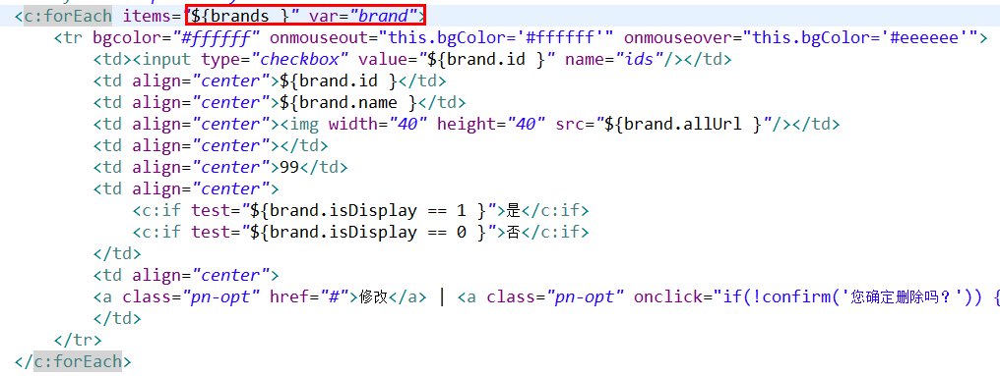 <c:forEach items="${brands }" var="brand">
<tr bgcolor="#ffffff" onmouseout="this.bgColor='#ffffff'" onmouseover="this.bgColor='#eeeeee'">
<td><input type="checkbox" value="${brand.id }" name="ids"/></td>
<td align="center">${brand.id }</td>
<td align="center">${brand.name }</td>
<td align="center"><img width="40" height="40" src="${brand.allUrl }"/></td>
<td align="center"></td>
<td align="center">99</td>
<td align="center">
<c:if test="${brand.isDisplay == 1 }">是</c:if>
<c:if test="${brand.isDisplay == 0 }">否</c:if>
</td>
<td align="center">
<a class="pn-opt" href="#">修改</a> | <a class="pn-opt" onclick="if(!confirm('您确定删除吗？')) {
</td>
</tr>
</c:forEach>